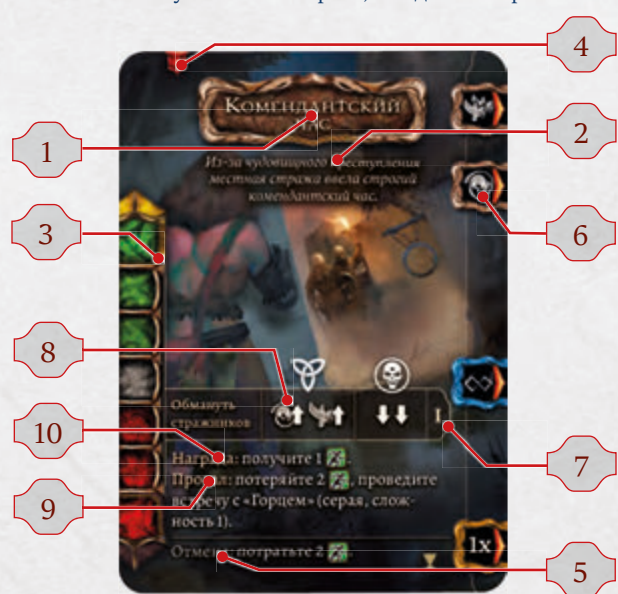 4
Комендантский
час
1
2
Из-за чудовищного преступления
местная стража ввела строгий
комендантский час.
3
6
8
Обмануть
стражников
I
10
7
Награда: получите 1
Провал: потеряйте 2, проведите
встречу с «Горцем» (серая, слож-
ность 1).
9
Отмена: потратьте 2
1x
5